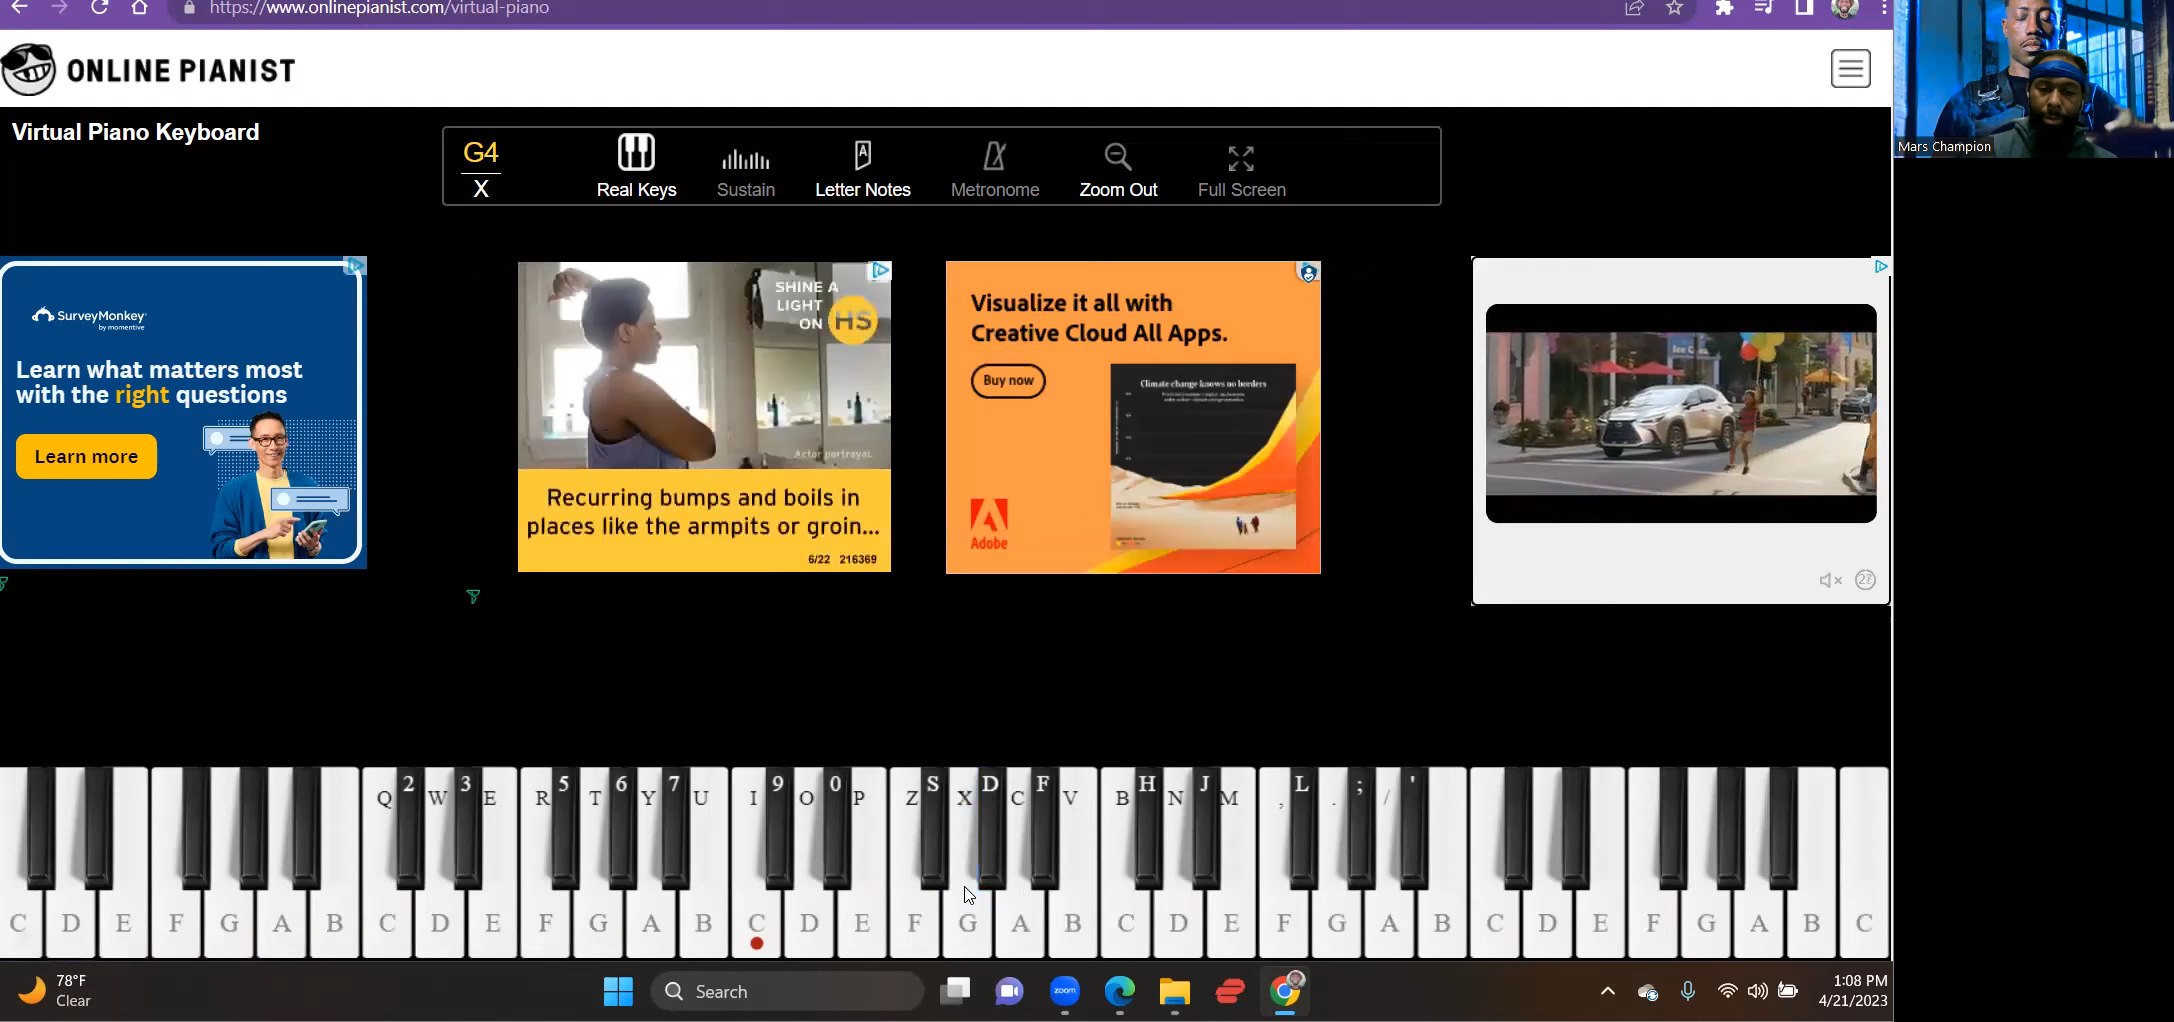 https://www.onlinepianist.com/virtual-piano
ONLINE PIANIST
Virtual Piano Keyboard
G4
X
Real Keys
Sustain
Letter Notes
Metronome
Zoom Out
Full Screen
Mars Champion
SurveyMonkey
by momentive
Learn what matters most
with the right questions
Learn more
SHINE A
LIGHT
ON
HS
Actor portrayal.
Recurring bumps and boils in
places like the armpits or groin...
6/22 216369
Visualize it all with
Creative Cloud All Apps.
Buy now
Climate change knows no borders
Adobe
2 3 5 6 7 9 0 S D F H J L ; '
Q W E R T Y U I O P Z X C V B N M , . /
C D E F G A B C D E F G A B C D E F G A B C D E F G A B C D E F G A B C
78°F
Clear
Search
zoom
1:08 PM
4/21/2023